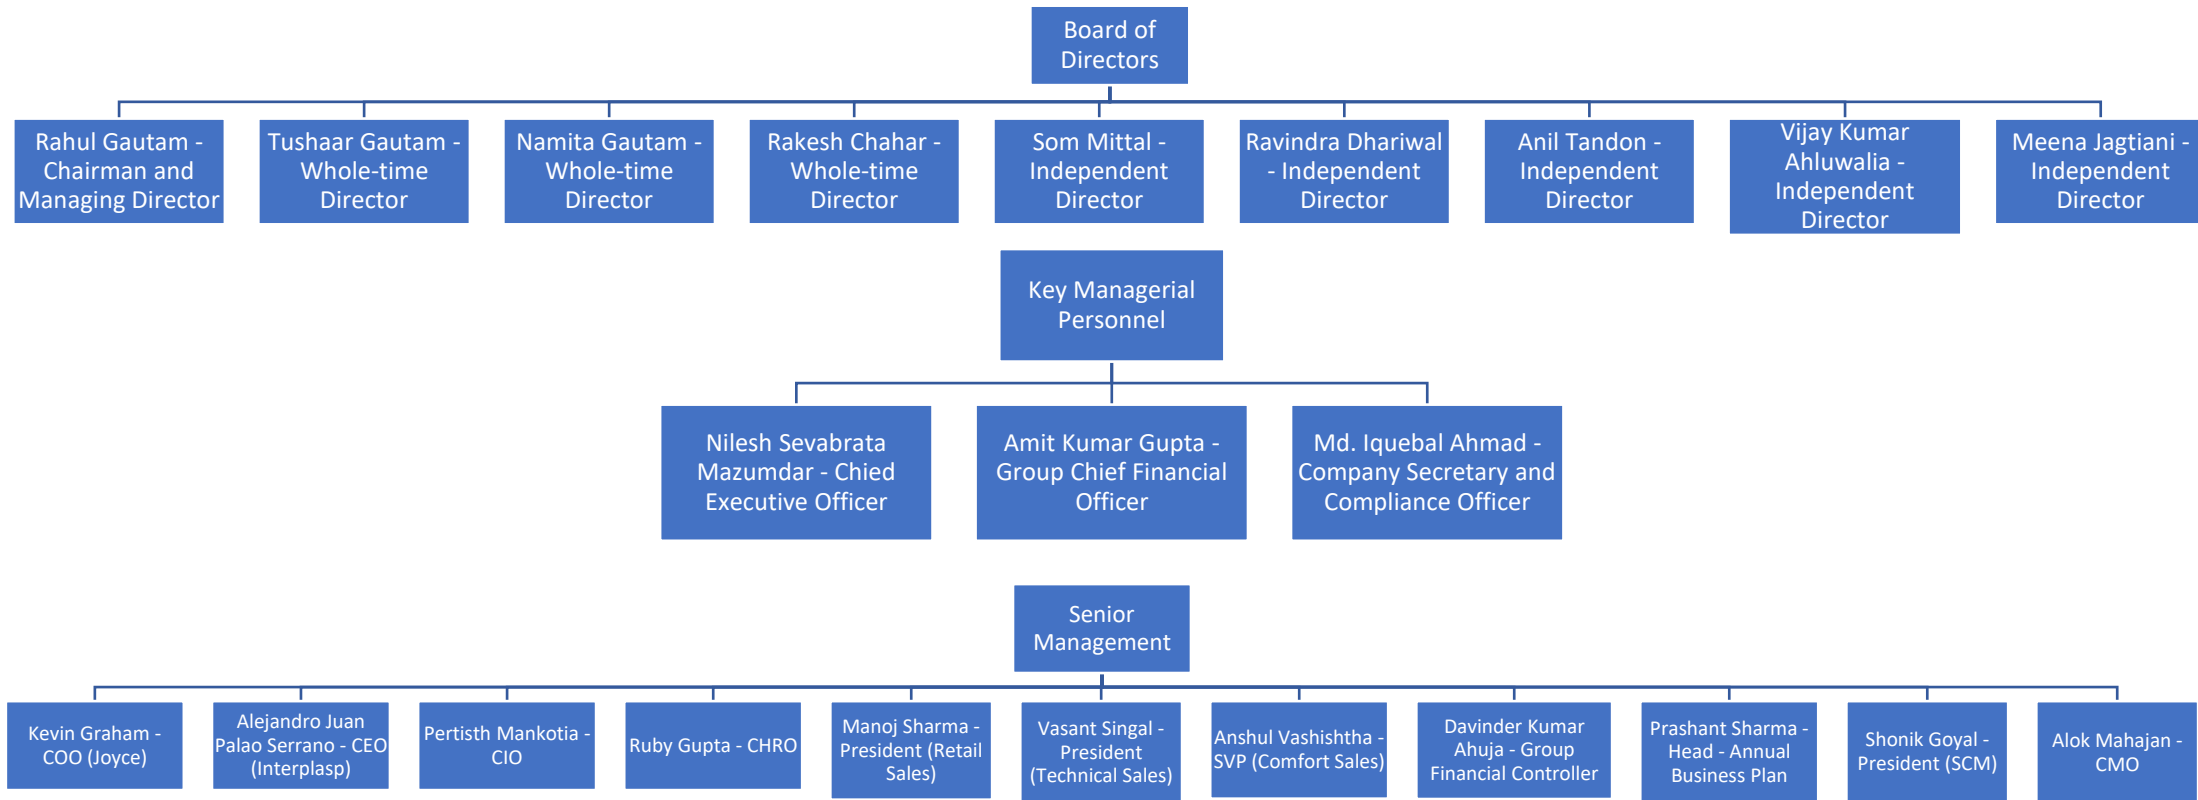 Board of
Directors
Rahul Gautam -
Chairman and
Managing Director
Tushaar Gautam -
Whole-time
Director
Namita Gautam -
Whole-time
Director
Rakesh Chahar -
Whole-time
Director
Som Mittal -
Independent
Director
Ravindra Dhariwal
- Independent
Director
Anil Tandon -
Independent
Director
Vijay Kumar
Ahluwalia -
Independent
Director
Meena Jagtiani -
Independent
Director
Key Managerial
Personnel
Nilesh Sevabrata
Mazumdar - Chied
Executive Officer
Amit Kumar Gupta -
Group Chief Financial
Officer
Md. Iquebal Ahmad -
Company Secretary and
Compliance Officer
Senior
Management
Kevin Graham -
COO (Joyce)
Alejandro Juan
Palao Serrano - CEO
(Interplasp)
Pertisth Mankotia -
CIO
Ruby Gupta - CHRO
Manoj Sharma -
President (Retail
Sales)
Vasant Singal -
President
(Technical Sales)
Anshul Vashishtha -
SVP (Comfort Sales)
Davinder Kumar
Ahuja - Group
Financial Controller
Prashant Sharma -
Head - Annual
Business Plan
Shonik Goyal -
President (SCM)
Alok Mahajan -
CMO